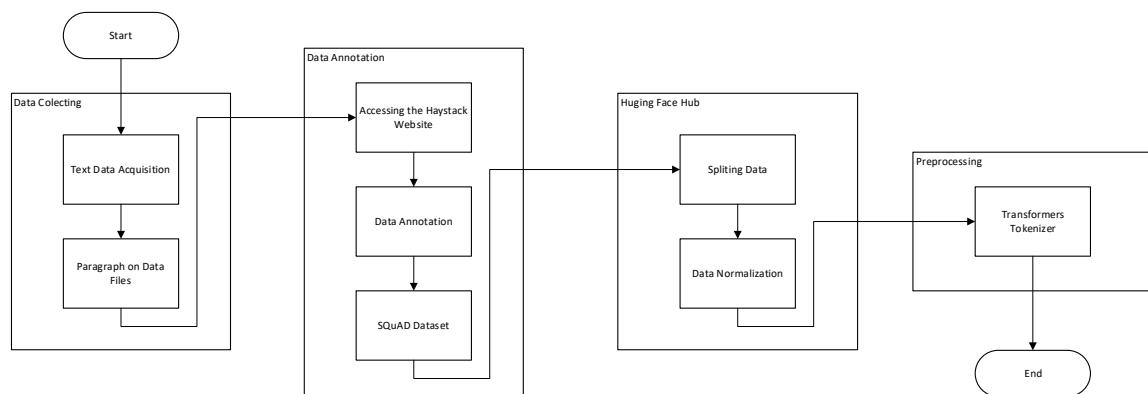 Start
Data Colecting
Text Data Acquisition
Paragraph on Data
Files
Data Annotation
Accessing the Haystack
Website
Data Annotation
SQuAD Dataset
Huging Face Hub
Spliting Data
Data Normalization
Preprocessing
Transformers
Tokenizer
End